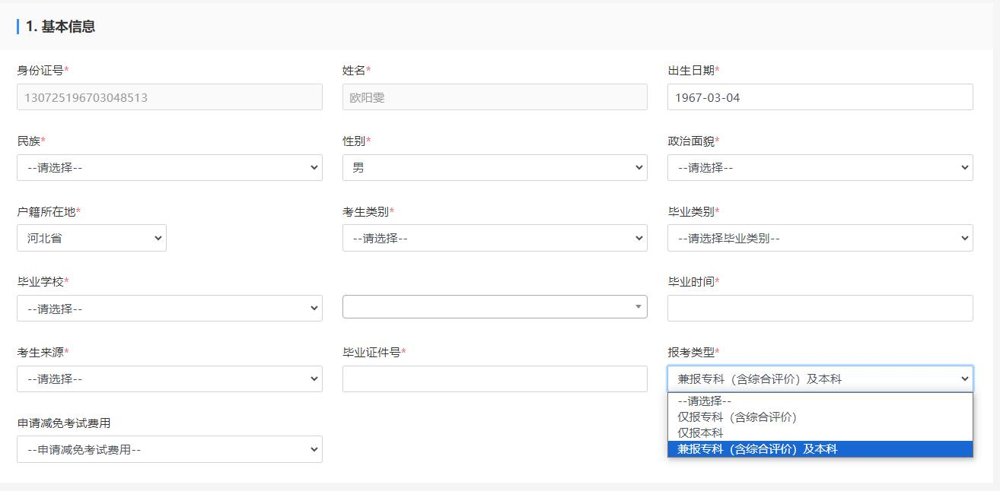 1. 基本信息
身份证号* 姓名* 出生日期*
130725196703048513 欧阳雯 1967-03-04
民族* 性别* 政治面貌*
--请选择-- 男 --请选择--
户籍所在地* 考生类别* 毕业类别*
河北省 --请选择-- --请选择毕业类别--
毕业学校* 毕业时间*
--请选择--
考生来源* 毕业证件号* 报考类型*
--请选择-- 兼报专科（含综合评价）及本科
--请选择--
仅报专科（含综合评价）
申请减免考试费用
仅报本科
--申请减免考试费用-- 兼报专科（含综合评价）及本科